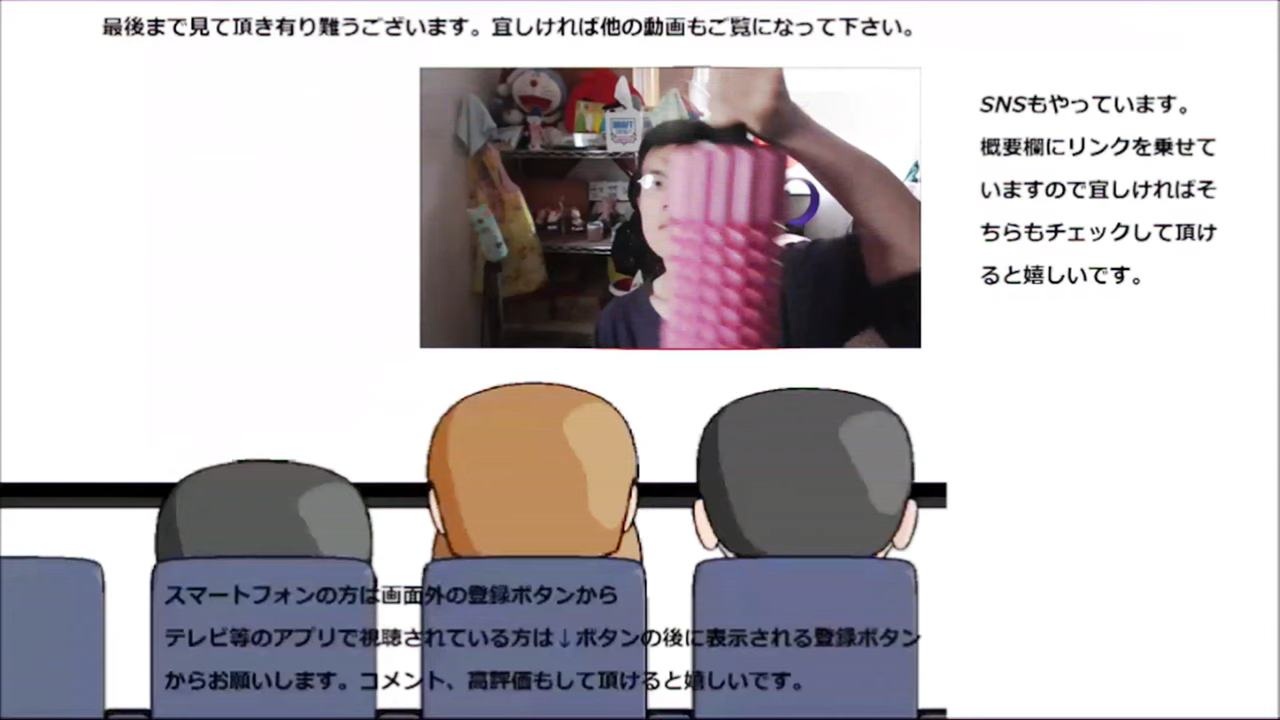 最後まで見て頂き有り難うございます。宜しければ他の動画もご覧になって下さい。
SNSもやっています。
概要欄にリンクを乗せて
いますので宜しければそ
ちらもチェックして頂け
ると嬉しいです。
DRAFT
スマートフォンの方は画面外の登録ボタンから
テレビ等のアプリで視聴されている方は↓ボタンの後に表示される登録ボタン
からお願いします。コメント、高評価もして頂けると嬉しいです。